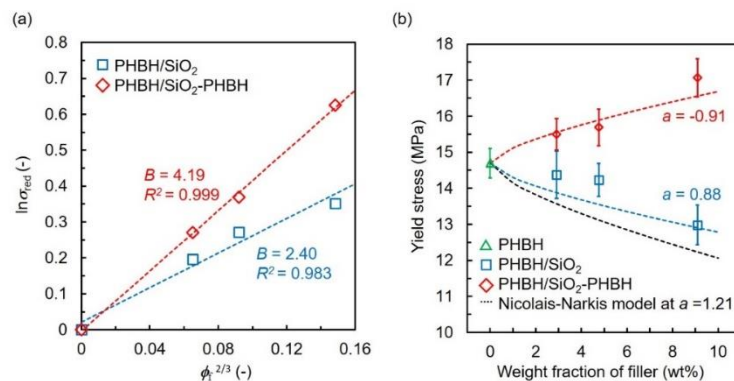 (a)
0.8
0.7
0.6
0.5
0.4
0.3
0.2
0.1
0
ln σred (-)
PHBH/SiO₂
PHBH/SiO₂-PHBH
B = 4.19
R² = 0.999
B = 2.40
R² = 0.983
0 0.04 0.08 0.12 0.16
ϕf 2/3 (-)
(b)
18
17
16
15
14
13
12
11
10
Yield stress (MPa)
a = -0.91
a = 0.88
PHBH
PHBH/SiO₂
PHBH/SiO₂-PHBH
Nicolais-Narkis model at a =1.21
0 2 4 6 8 10
Weight fraction of filler (wt%)